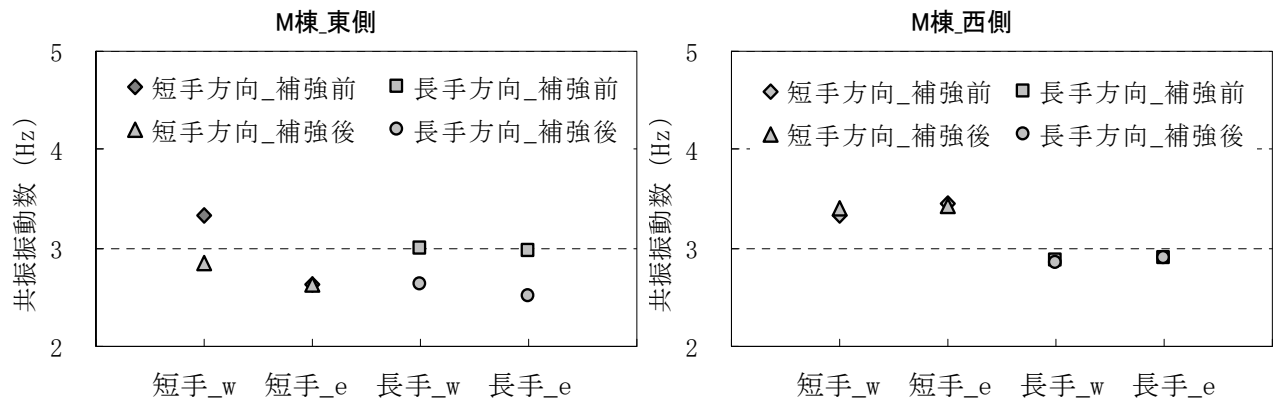 M棟_東側
5
4
3
2
共振振動数 (Hz)
短手方向_補強前
長手方向_補強前
短手方向_補強後
長手方向_補強後
短手_w 短手_e 長手_w 長手_e
M棟_西側
5
4
3
2
共振振動数 (Hz)
短手方向_補強前
長手方向_補強前
短手方向_補強後
長手方向_補強後
短手_w 短手_e 長手_w 長手_e